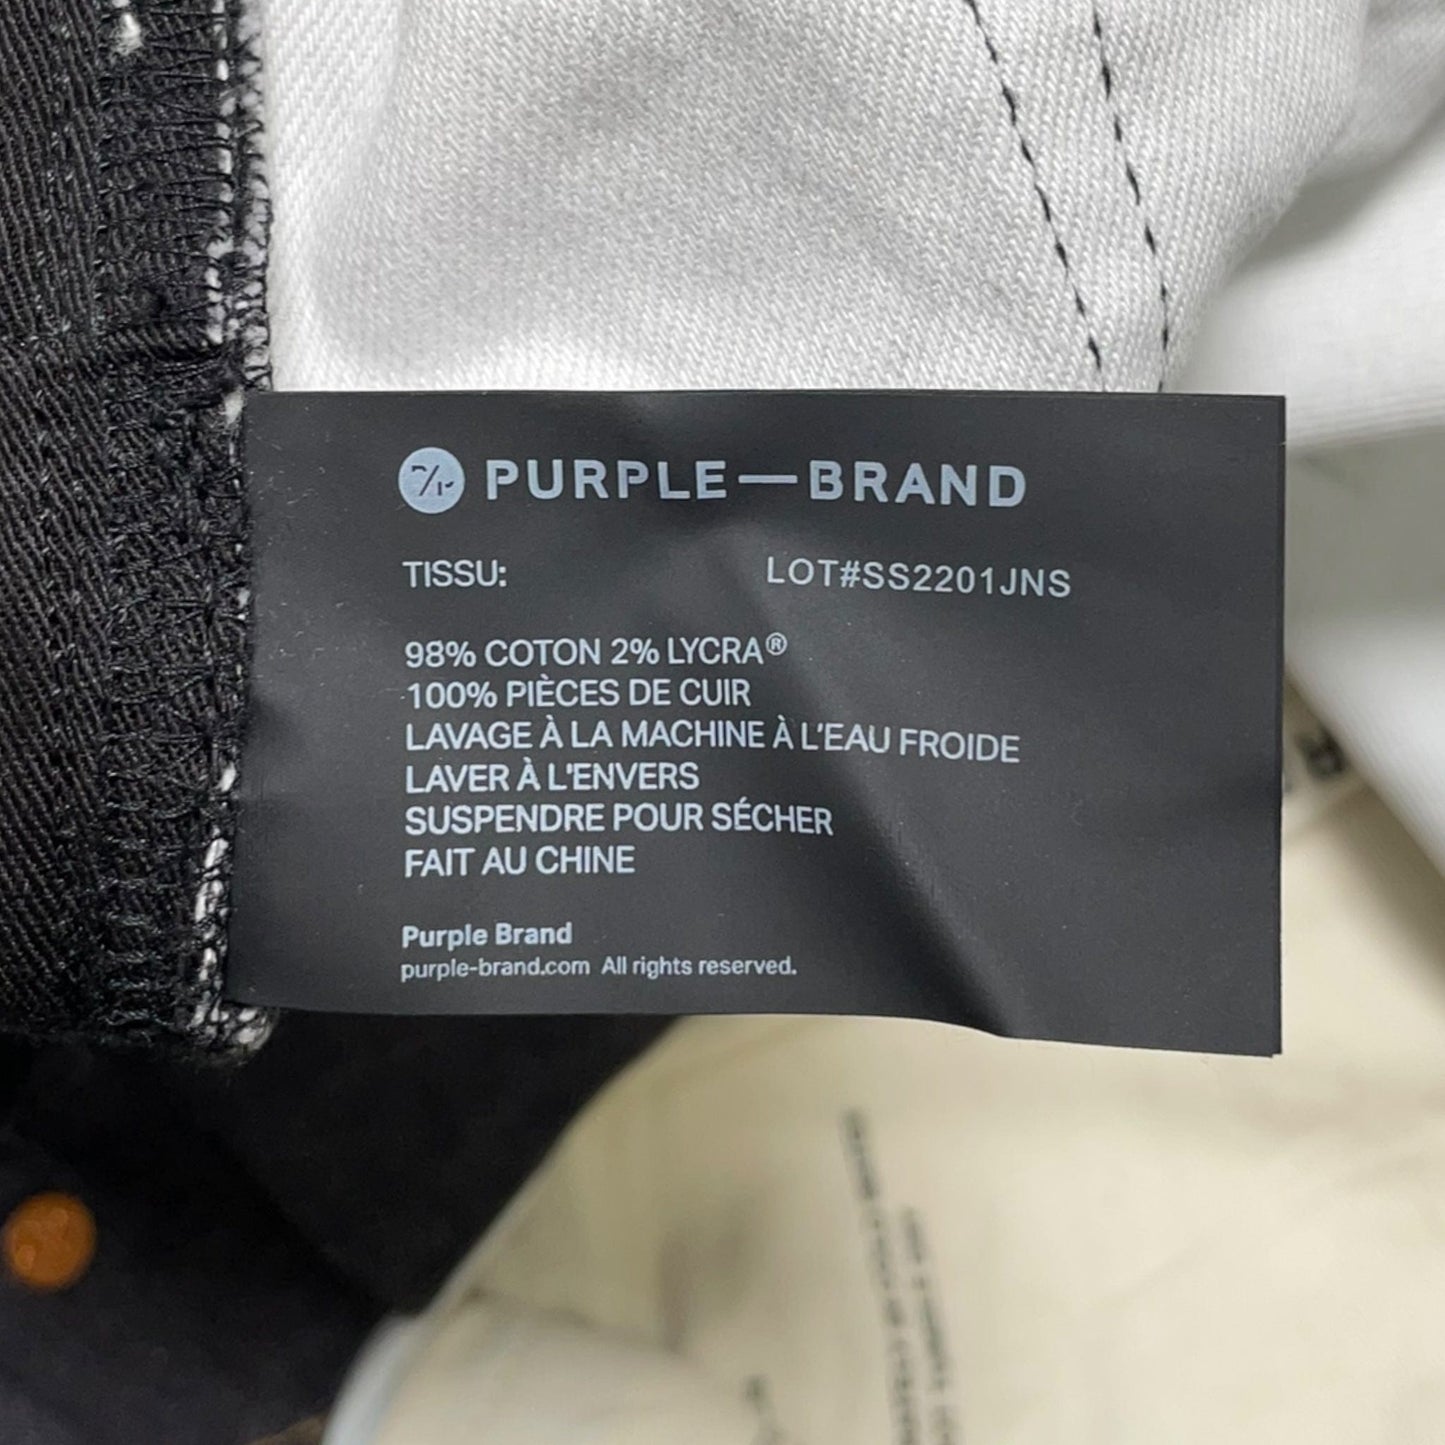 PURPLE—BRAND
TISSU: LOT#SS2201JNS
98% COTON 2% LYCRA®
100% PIÈCES DE CUIR
LAVAGE À LA MACHINE À L'EAU FROIDE
LAVER À L'ENVERS
SUSPENDRE POUR SÉCHER
FAIT AU CHINE
Purple Brand
purple-brand.com All rights reserved.